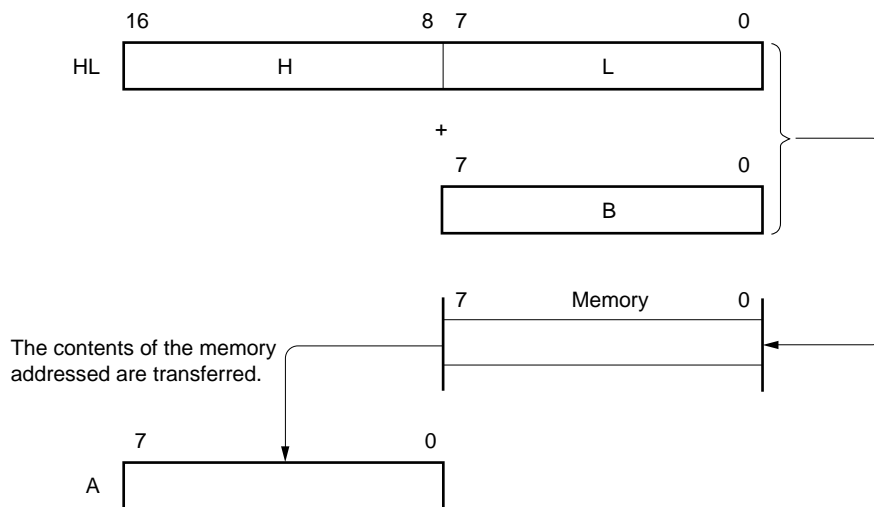 16 8 7 0
HL H L
+
7 0
B
7 Memory 0
The contents of the memory
addressed are transferred.
7 0
A